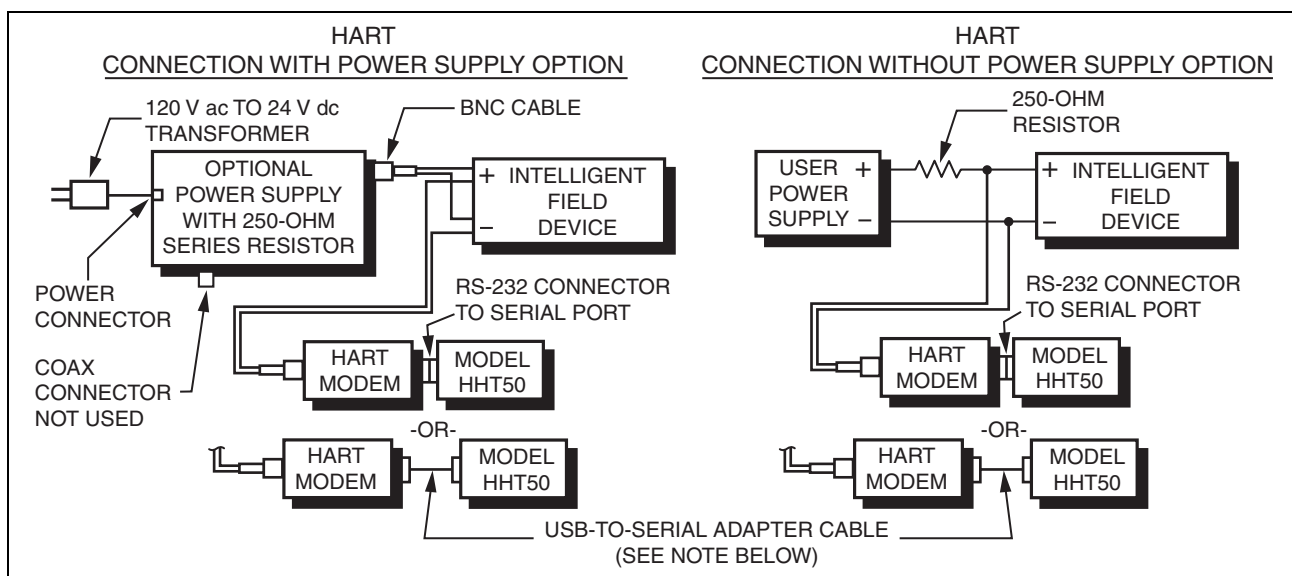 HART
CONNECTION WITH POWER SUPPLY OPTION
120 V ac TO 24 V dc
TRANSFORMER
BNC CABLE
OPTIONAL
POWER SUPPLY
WITH 250-OHM
SERIES RESISTOR
+
–
INTELLIGENT
FIELD
DEVICE
POWER
CONNECTOR
COAX
CONNECTOR
NOT USED
RS-232 CONNECTOR
TO SERIAL PORT
HART
MODEM
MODEL
HHT50
-OR-
HART
MODEM
MODEL
HHT50
HART
CONNECTION WITHOUT POWER SUPPLY OPTION
250-OHM
RESISTOR
USER
POWER
SUPPLY
+
–
+
–
INTELLIGENT
FIELD
DEVICE
RS-232 CONNECTOR
TO SERIAL PORT
HART
MODEM
MODEL
HHT50
-OR-
HART
MODEM
MODEL
HHT50
USB-TO-SERIAL ADAPTER CABLE
(SEE NOTE BELOW)